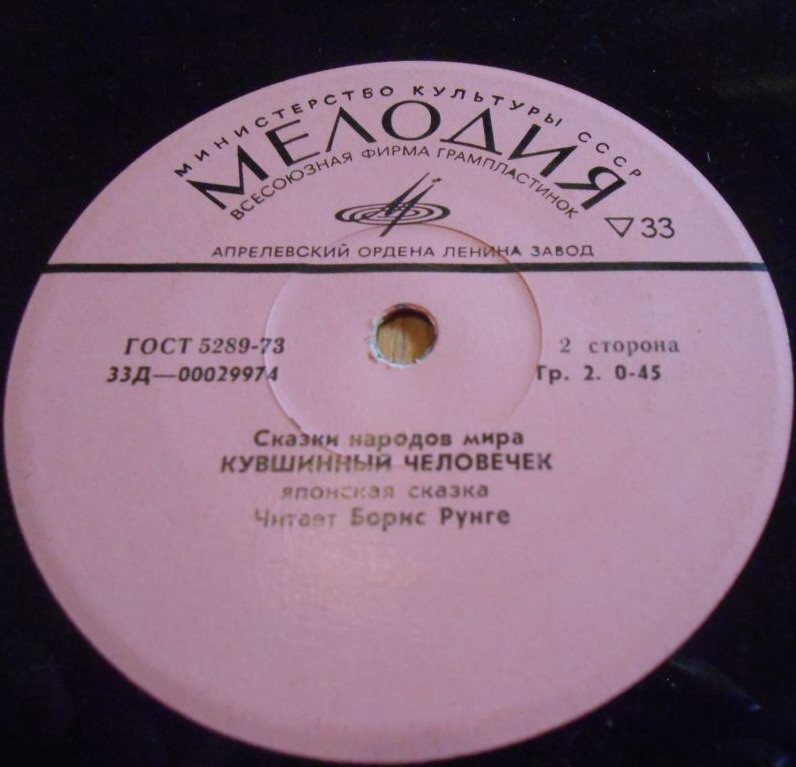 МИНИСТЕРСТВО КУЛЬТУРЫ СССР
МЕЛОДИЯ
ВСЕСОЮЗНАЯ ФИРМА ГРАМПЛАСТИНОК
▽33
АПРЕЛЕВСКИЙ ОРДЕНА ЛЕНИНА ЗАВОД
ГОСТ 5289-73
2 сторона
33Д—00029974
Гр. 2. 0-45
Сказки народов мира
КУВШИННЫЙ ЧЕЛОВЕЧЕК
японская сказка
Читает Борис Рунге